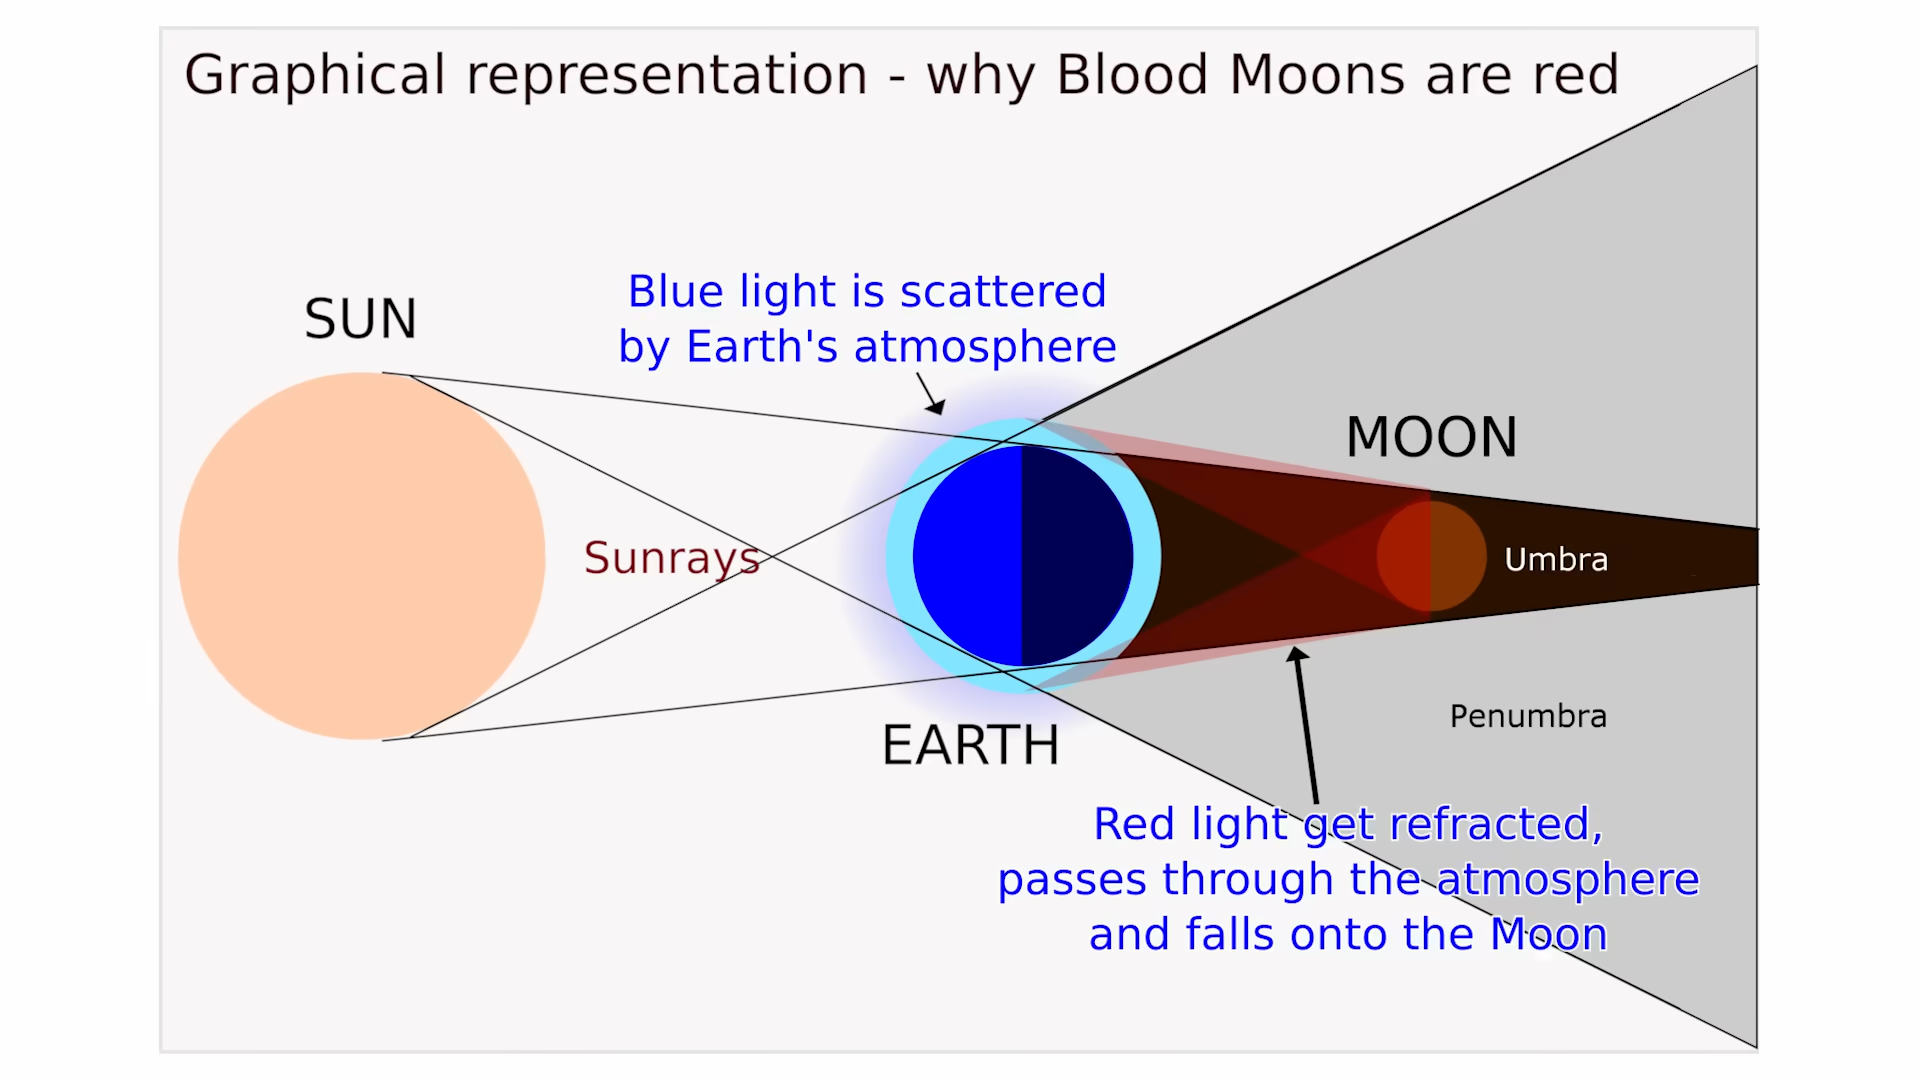 Graphical representation - why Blood Moons are red
Blue light is scattered
by Earth's atmosphere
SUN
MOON
Sunrays
Umbra
Penumbra
EARTH
Red light get refracted,
passes through the atmosphere
and falls onto the Moon